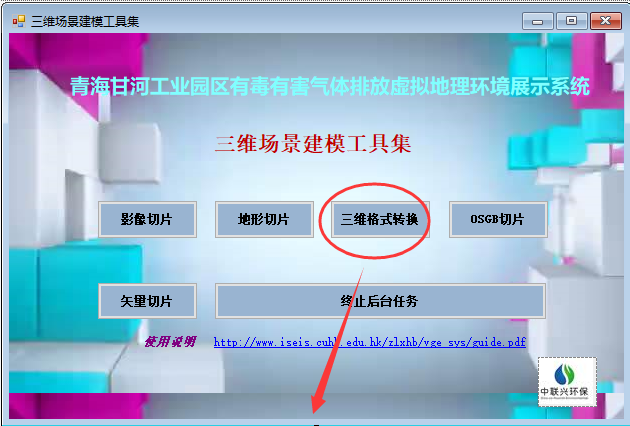 三维场景建模工具集
青海甘河工业园区有毒有害气体排放虚拟地理环境展示系统
三维场景建模工具集
影像切片
地形切片
三维格式转换
OSGB切片
矢量切片
终止后台任务
使用说明 http://www.iseis.cuhk.edu.hk/zlxhb/vge_sys/guide.pdf
中联兴环保